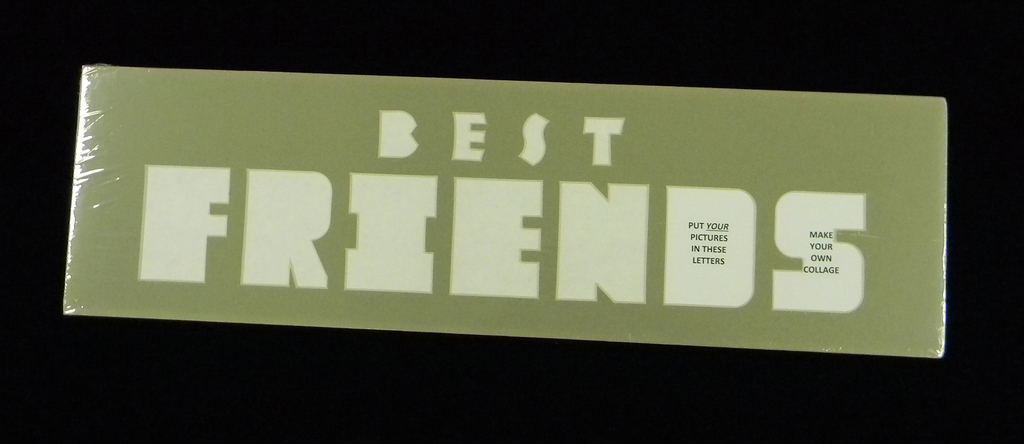 BEST
FRIENDS
PUT YOUR
PICTURES
IN THESE
LETTERS
MAKE
YOUR
OWN
COLLAGE